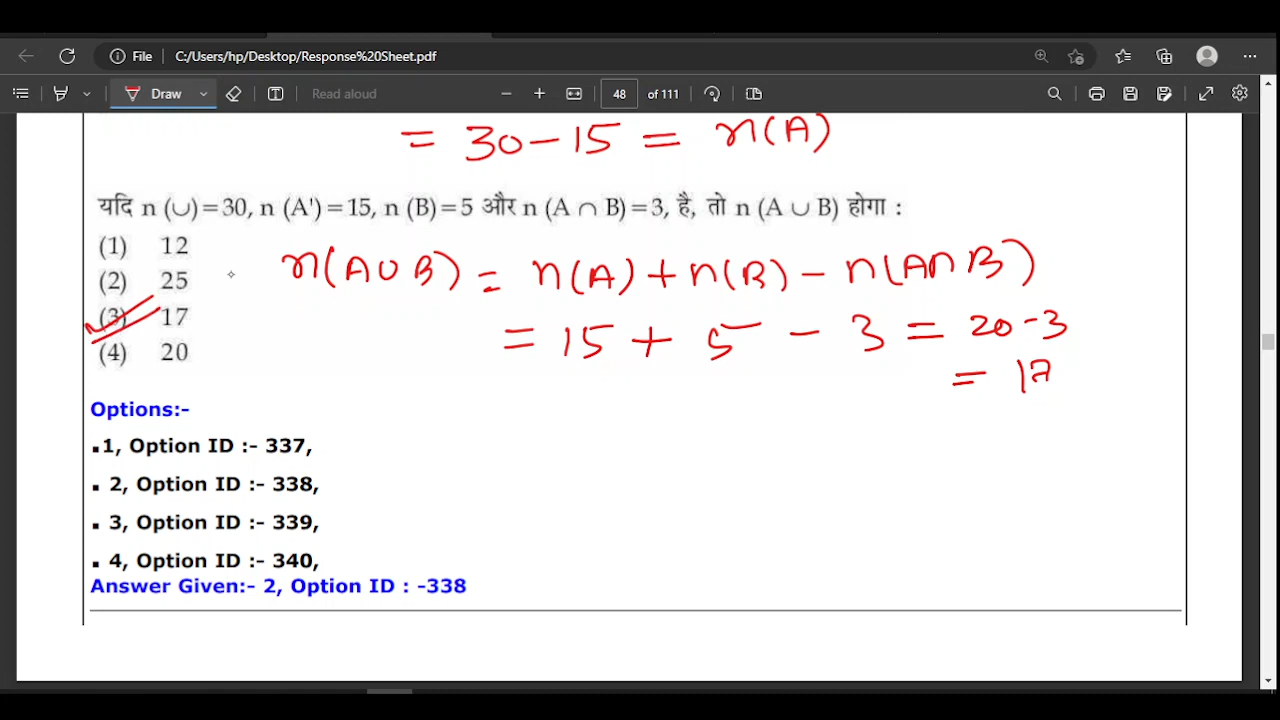 File C:/Users/hp/Desktop/Response%20Sheet.pdf
Draw Read aloud 48 of 111
= 30 - 15 = n(A)
यदि n (∪) = 30, n (A') = 15, n (B) = 5 और n (A ∩ B) = 3, है, तो n (A ∪ B) होगा :
(1) 12
(2) 25
(3) 17
(4) 20
n(A∪B) = n(A) + n(B) - n(A∩B)
= 15 + 5 - 3 = 20 - 3
= 17
Options:-
1, Option ID :- 337,
2, Option ID :- 338,
3, Option ID :- 339,
4, Option ID :- 340,
Answer Given:- 2, Option ID : -338